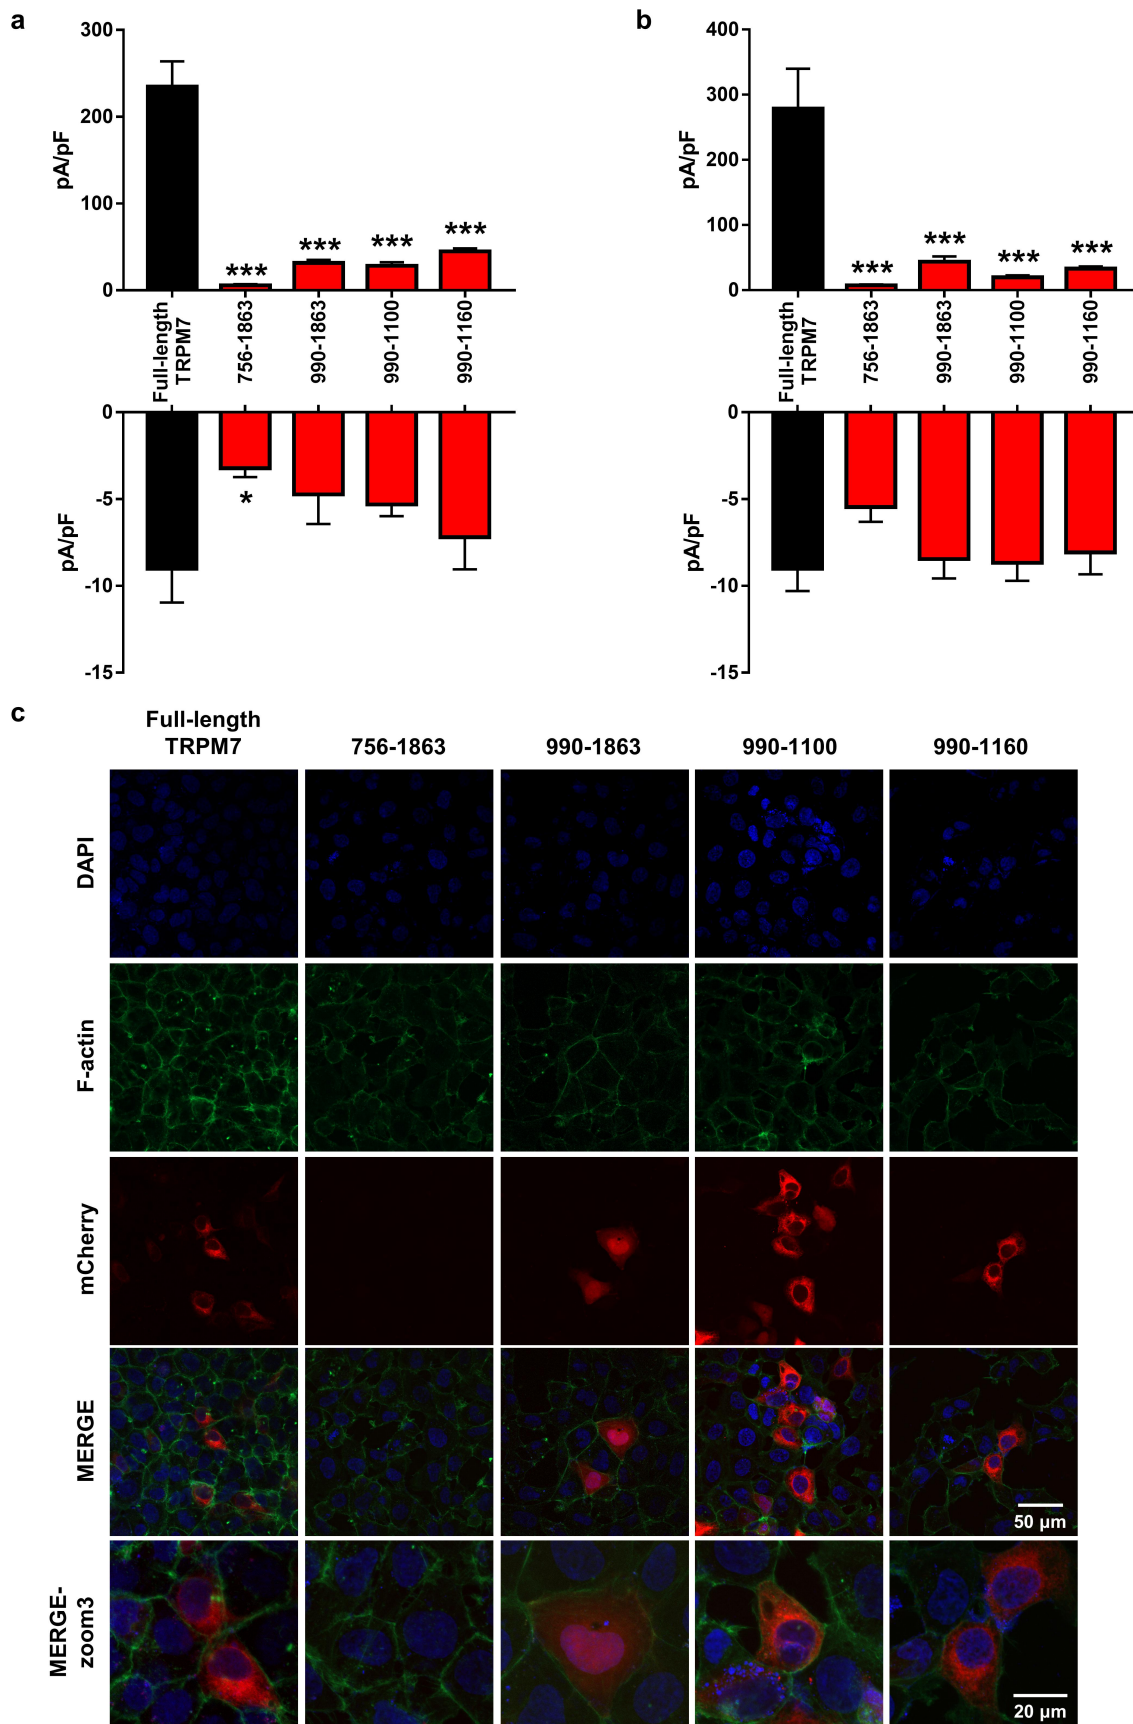 a
300
200
100
0
pA/pF
***
***
***
***
Full-length
TRPM7
756-1863
990-1863
990-1100
990-1160
0
-5
-10
-15
pA/pF
*
b
400
300
200
100
0
pA/pF
***
***
***
***
Full-length
TRPM7
756-1863
990-1863
990-1100
990-1160
0
-5
-10
-15
pA/pF
c
Full-length
TRPM7
756-1863
990-1863
990-1100
990-1160
DAPI
F-actin
mCherry
MERGE
50 µm
MERGE-
zoom3
20 µm